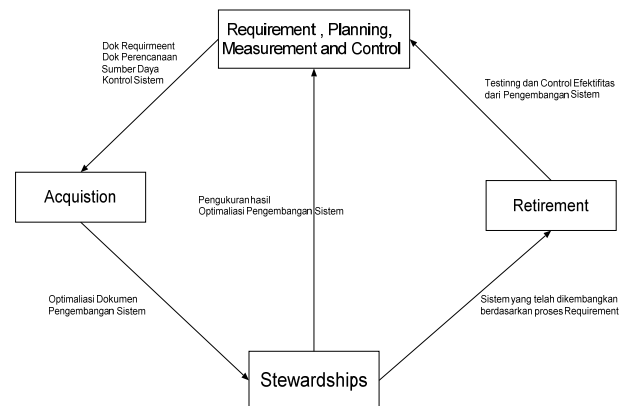 Requirement , Planning,
Measurement and Control
Dok Requirmeent
Dok Perencanaan
Sumber Daya
Kontrol Sistem
Testinng dan Control Efektifitas
dari Pengembangan Sistem
Acquistion
Pengukuran hasil
Optimaliasi Pengembangan Sistem
Retirement
Optimaliasi Dokumen
Pengembangan Sistem
Sistem yang telah dikembangkan
berdasarkan proses Requirement
Stewardships